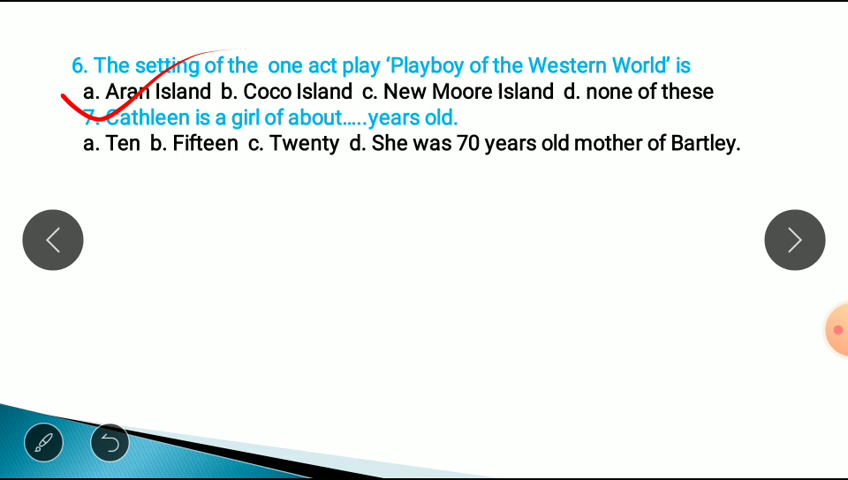 6. The setting of the one act play ‘Playboy of the Western World’ is
a. Aran Island b. Coco Island c. New Moore Island d. none of these
7. Cathleen is a girl of about.....years old.
a. Ten b. Fifteen c. Twenty d. She was 70 years old mother of Bartley.